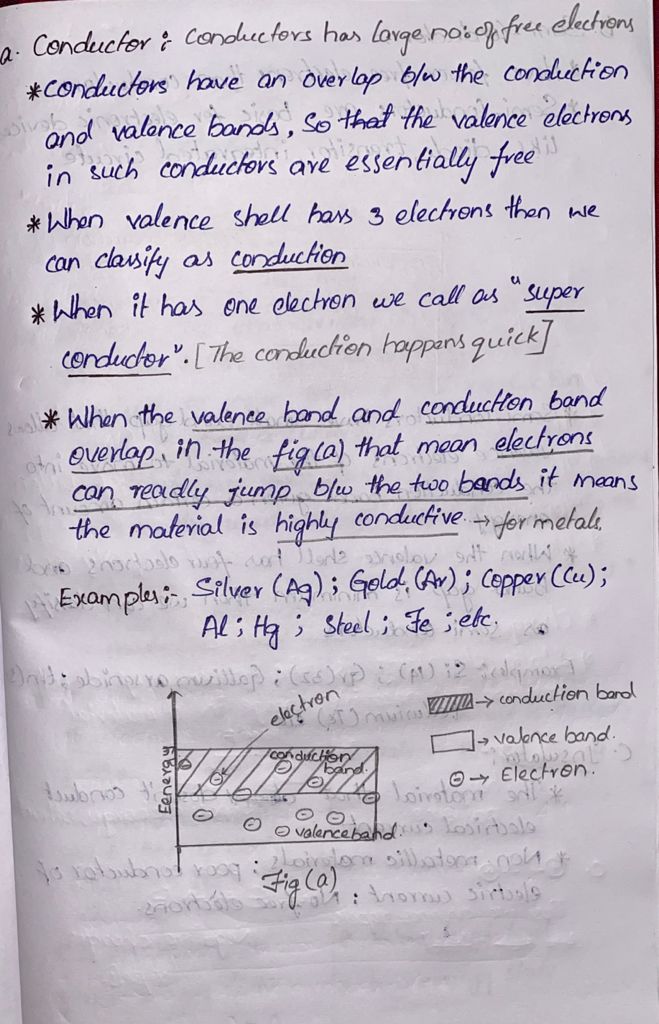 a. Conductor : Conductors has large no: of free electrons
* Conductors have an overlap b/w the conduction
and valence bands, so that the valence electrons
in such conductors are essentially free
* When valence shell hass 3 electrons then we
can classify as conduction
* When it has one electron we call as "super
conductor". [The conduction happens quick]
* When the valence band and conduction band
overlap, in the fig(a) that mean electrons
can readly jump b/w the two bands it means
the material is highly conductive → for metals.
Examples :- Silver (Ag) ; Gold (Ar) ; Copper (Cu) ;
Al ; Hg ; Steel ; Fe ; etc.
electron
→ conduction band
→ valence band.
⊖ → Electron.
Eenergy
conduction
band.
valence band.
Fig(a)